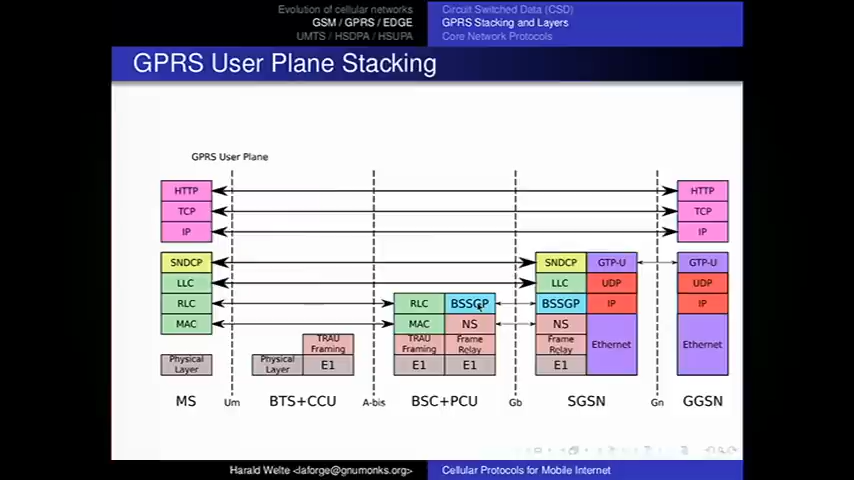 Evolution of cellular networks
GSM / GPRS / EDGE
UMTS / HSDPA / HSUPA
Circuit Switched Data (CSD)
GPRS Stacking and Layers
Core Network Protocols
GPRS User Plane Stacking
GPRS User Plane
HTTP
HTTP
TCP
TCP
IP
IP
SNDCP
SNDCP
GTP-U
GTP-U
LLC
LLC
UDP
UDP
RLC
RLC
BSSGP
BSSGP
IP
IP
MAC
MAC
NS
NS
TRAU
Framing
TRAU
Framing
Frame
Relay
Frame
Relay
Ethernet
Ethernet
Physical
Layer
Physical
Layer
E1
E1
E1
E1
MS
Um
BTS+CCU
A-bis
BSC+PCU
Gb
SGSN
Gn
GGSN
Harald Welte <laforge@gnumonks.org>
Cellular Protocols for Mobile Internet